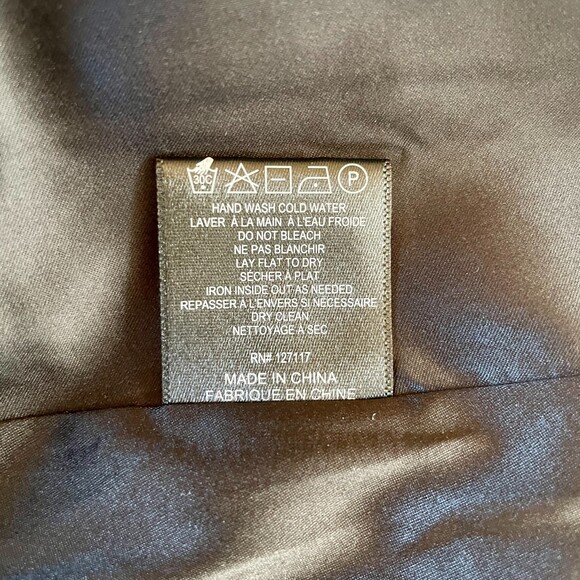 30C P
HAND WASH COLD WATER
LAVER À LA MAIN À L'EAU FROIDE
DO NOT BLEACH
NE PAS BLANCHIR
LAY FLAT TO DRY
SÉCHER À PLAT
IRON INSIDE OUT AS NEEDED
REPASSER À L'ENVERS SI NÉCESSAIRE
DRY CLEAN
NETTOYAGE À SEC
RN# 127117
MADE IN CHINA
FABRIQUE EN CHINE